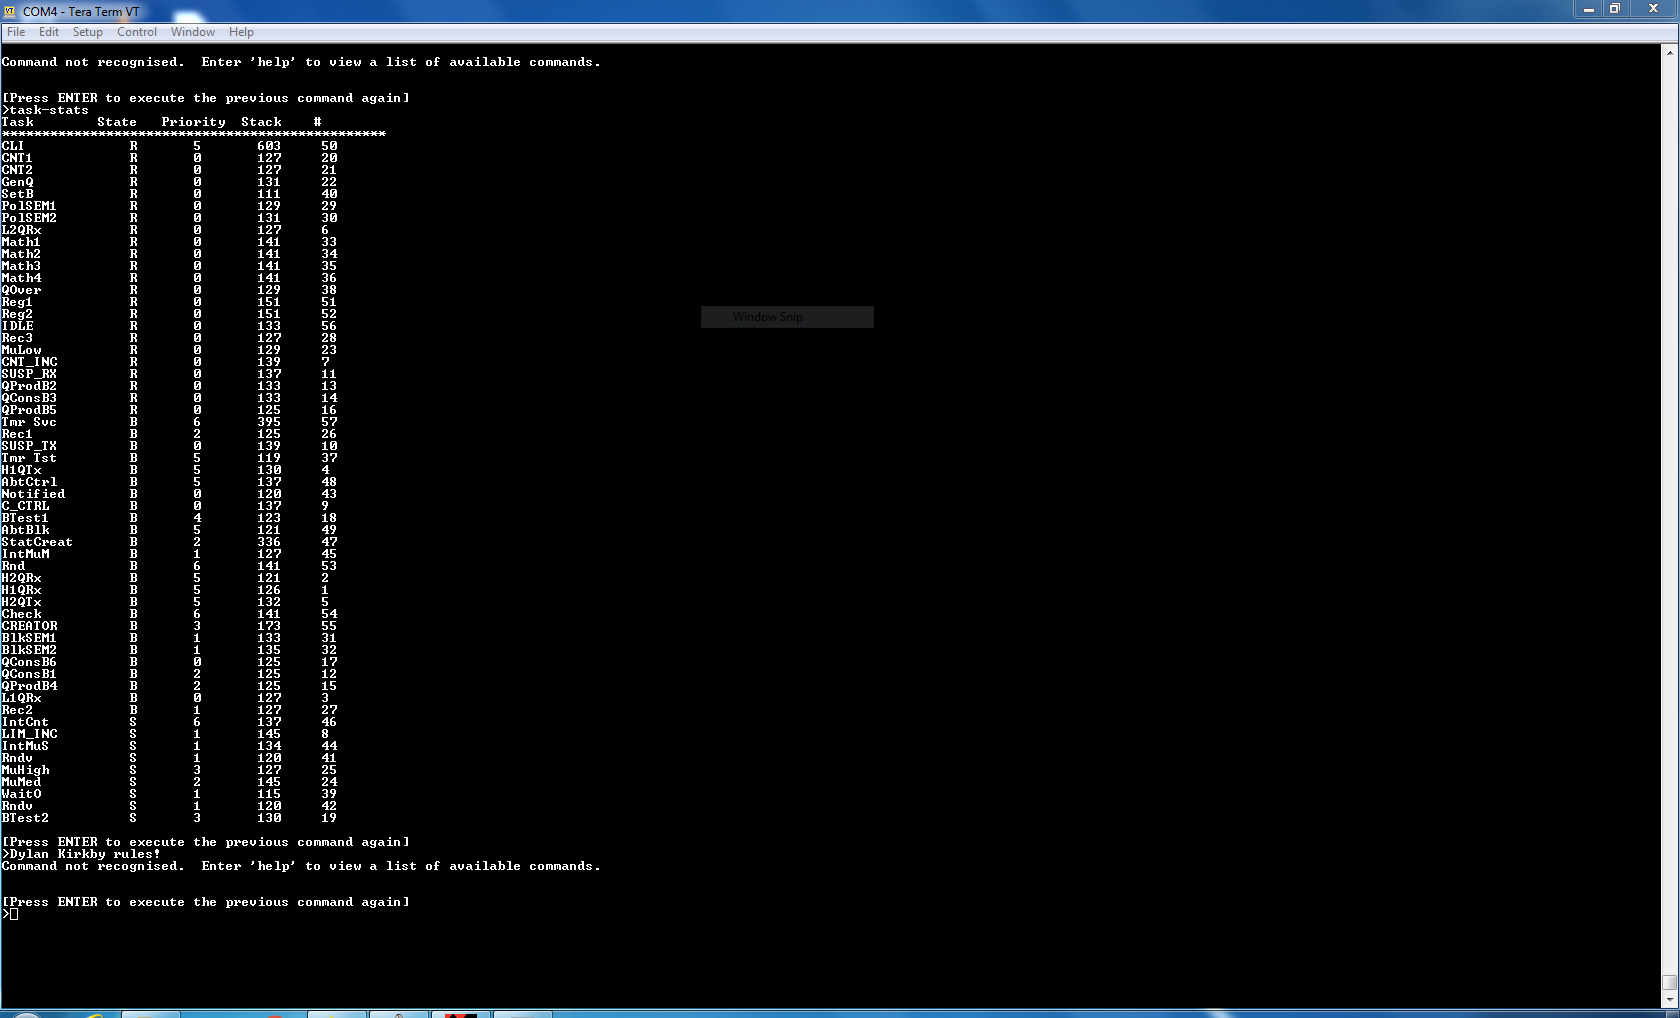 COM4 - Tera Term VT
File Edit Setup Control Window Help
Command not recognised.  Enter 'help' to view a list of available commands.
[Press ENTER to execute the previous command again]
>task-stats
Task State Priority Stack #
************************************************
CLI R 5 603 50
CNT1 R 0 127 20
CNT2 R 0 127 21
GenQ R 0 131 22
SetB R 0 111 40
PolSEM1 R 0 129 29
PolSEM2 R 0 131 30
L2QRx R 0 127 6
Math1 R 0 141 33
Math2 R 0 141 34
Math3 R 0 141 35
Math4 R 0 141 36
QOver R 0 129 38
Reg1 R 0 151 51
Reg2 R 0 151 52
IDLE R 0 133 56
Rec3 R 0 127 28
MuLow R 0 129 23
CNT_INC R 0 139 7
SUSP_RX R 0 137 11
QProdB2 R 0 133 13
QConsB3 R 0 133 14
QProdB5 R 0 125 16
Tmr Svc B 6 395 57
Rec1 B 2 125 26
SUSP_TX B 0 139 10
Tmr Tst B 5 119 37
H1QTx B 5 130 4
AbtCtrl B 5 137 48
Notified B 0 120 43
C_CTRL B 0 137 9
BTest1 B 4 123 18
AbtBlk B 5 121 49
StatCreat B 2 336 47
IntMuM B 1 127 45
Rnd B 6 141 53
H2QRx B 5 121 2
H1QRx B 5 126 1
H2QTx B 5 132 5
Check B 6 141 54
CREATOR B 3 173 55
BlkSEM1 B 1 133 31
BlkSEM2 B 1 135 32
QConsB6 B 0 125 17
QConsB1 B 2 125 12
QProdB4 B 2 125 15
L1QRx B 0 127 3
Rec2 B 1 127 27
IntCnt S 6 137 46
LIM_INC S 1 145 8
IntMuS S 1 134 44
Rndv S 1 120 41
MuHigh S 3 127 25
MuMed S 2 145 24
WaitO S 1 115 39
Rndv S 1 120 42
BTest2 S 3 130 19
[Press ENTER to execute the previous command again]
>Dylan Kirkby rules!
Command not recognised.  Enter 'help' to view a list of available commands.
[Press ENTER to execute the previous command again]
>
Window Snip